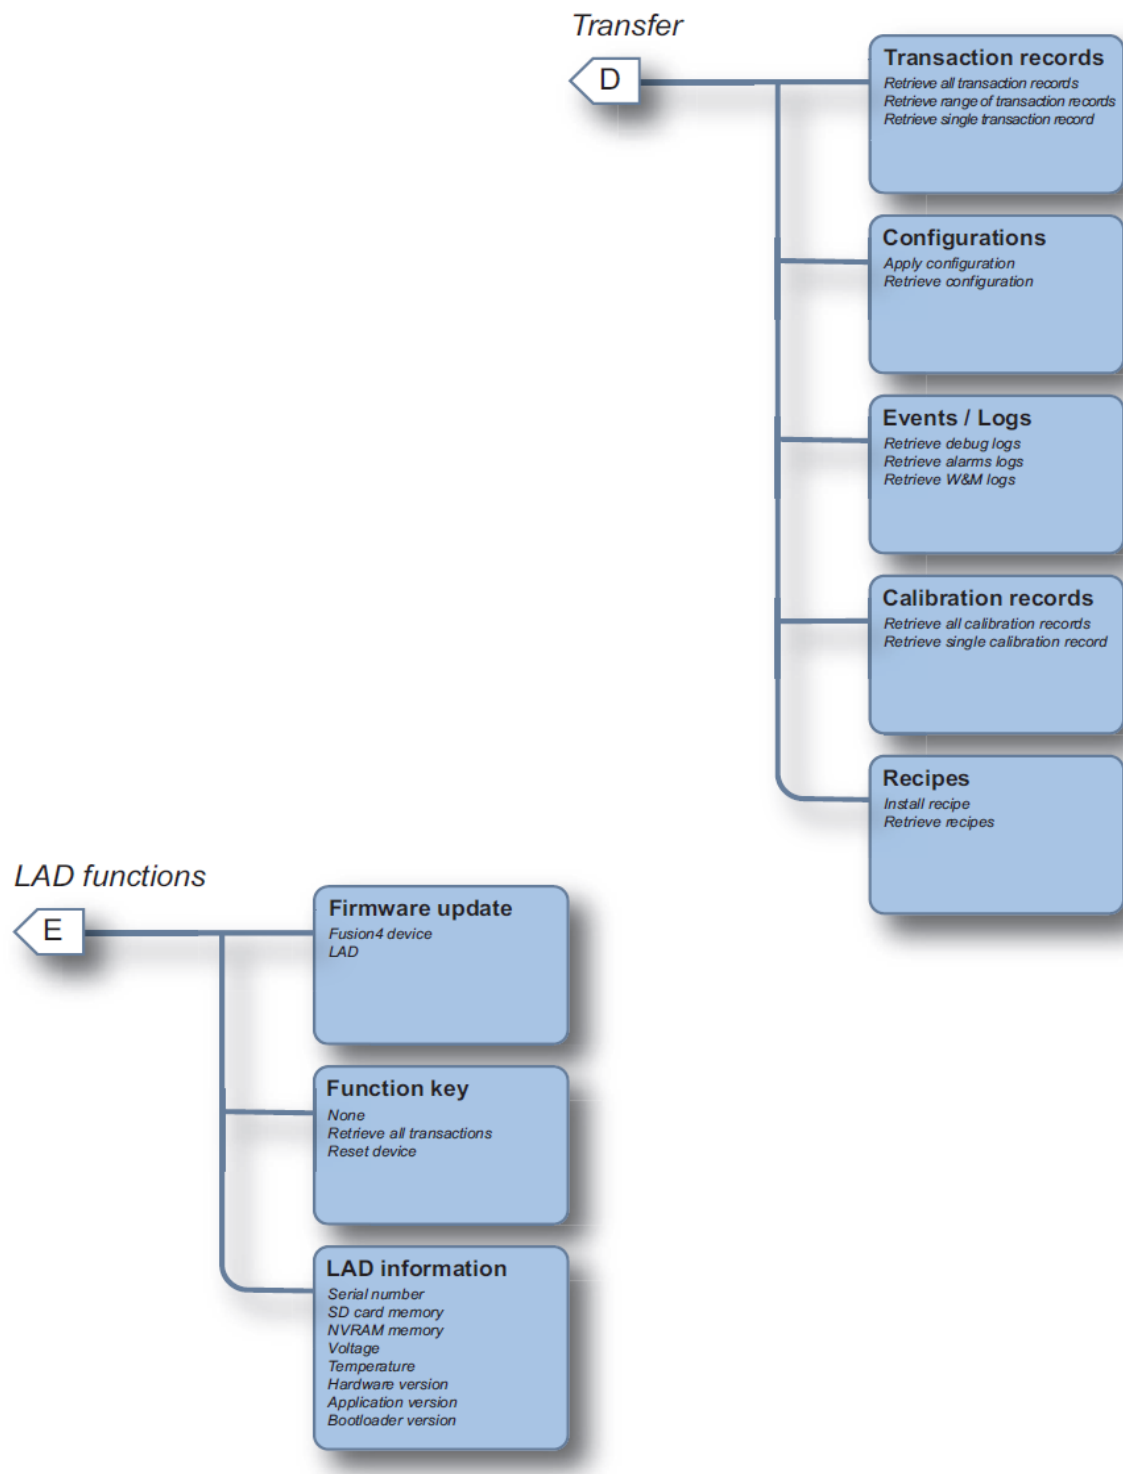 Transfer
D
Transaction records
Retrieve all transaction records
Retrieve range of transaction records
Retrieve single transaction record
Configurations
Apply configuration
Retrieve configuration
Events / Logs
Retrieve debug logs
Retrieve alarms logs
Retrieve W&M logs
Calibration records
Retrieve all calibration records
Retrieve single calibration record
Recipes
Install recipe
Retrieve recipes
LAD functions
E
Firmware update
Fusion4 device
LAD
Function key
None
Retrieve all transactions
Reset device
LAD information
Serial number
SD card memory
NVRAM memory
Voltage
Temperature
Hardware version
Application version
Bootloader version